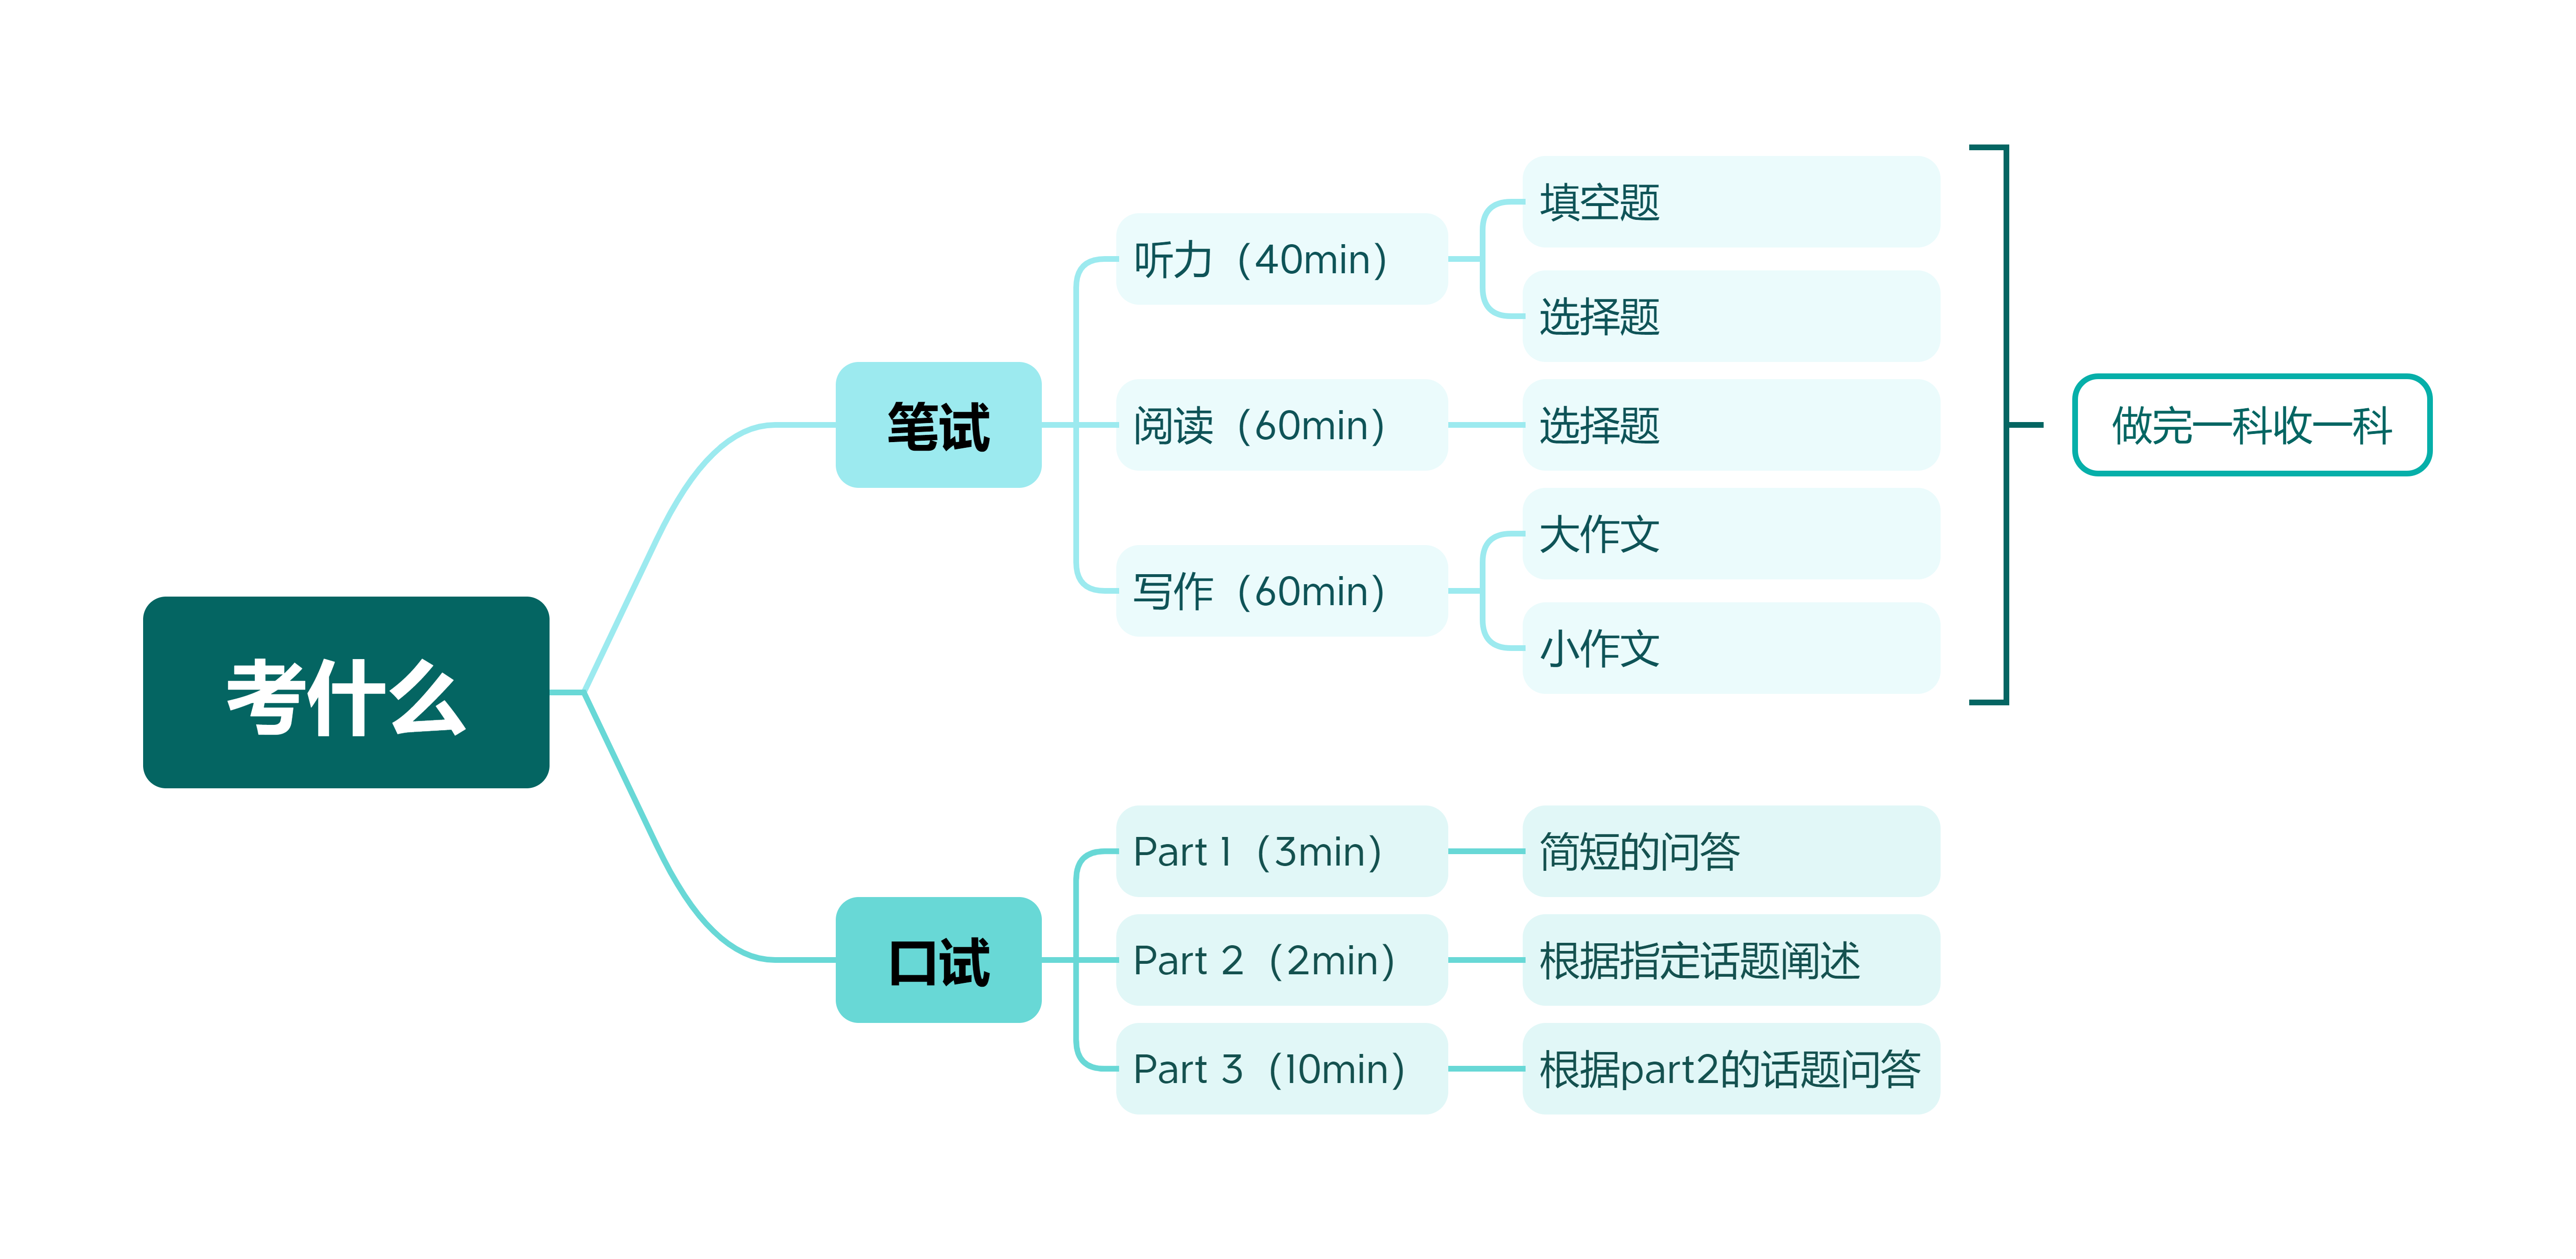 考什么
笔试
听力（40min）
填空题
选择题
阅读（60min）
选择题
写作（60min）
大作文
小作文
做完一科收一科
口试
Part 1（3min）
简短的问答
Part 2（2min）
根据指定话题阐述
Part 3（10min）
根据part2的话题问答